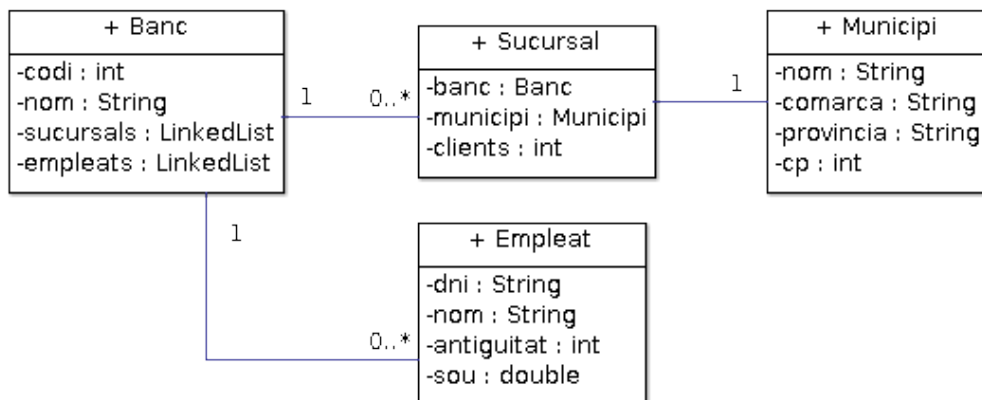 + Banc
-codi : int
-nom : String
-sucursals : LinkedList
-empleats : LinkedList
1
0..*
+ Sucursal
-banc : Banc
-municipi : Municipi
-clients : int
1
+ Municipi
-nom : String
-comarca : String
-provincia : String
-cp : int
1
0..*
+ Empleat
-dni : String
-nom : String
-antiguitat : int
-sou : double